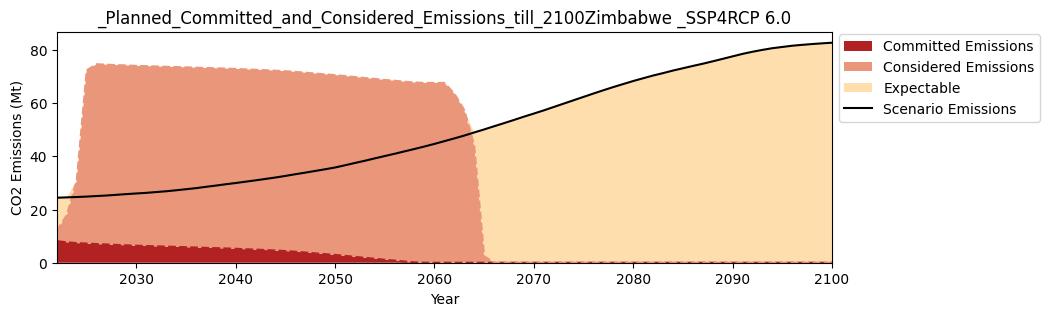 _Planned_Committed_and_Considered_Emissions_till_2100Zimbabwe _SSP4RCP 6.0
Committed Emissions
Considered Emissions
Expectable
Scenario Emissions
CO2 Emissions (Mt)
80
60
40
20
0
2030 2040 2050 2060 2070 2080 2090 2100
Year